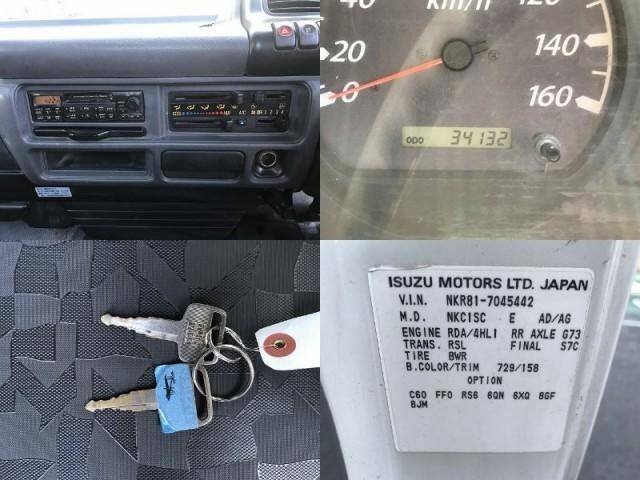 km/h
40
20
0
120
140
160
ODO 34132
ISUZU MOTORS LTD. JAPAN
V.I.N. NKR81-7045442
M.D. NKC1SC E AD/AG
ENGINE RDA/4HL1 RR AXLE G73
TRANS. RSL FINAL S7C
TIRE BWR
B.COLOR/TRIM 729/158
OPTION
C60 FF0 RS6 6QN 6XQ 8GF
8JM